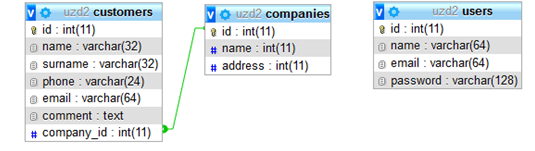 uzd2 customers
id : int(11)
name : varchar(32)
surname : varchar(32)
phone : varchar(24)
email : varchar(64)
comment : text
# company_id : int(11)
uzd2 companies
id : int(11)
# name : int(11)
# address : int(11)
uzd2 users
id : int(11)
name : varchar(64)
email : varchar(64)
password : varchar(128)